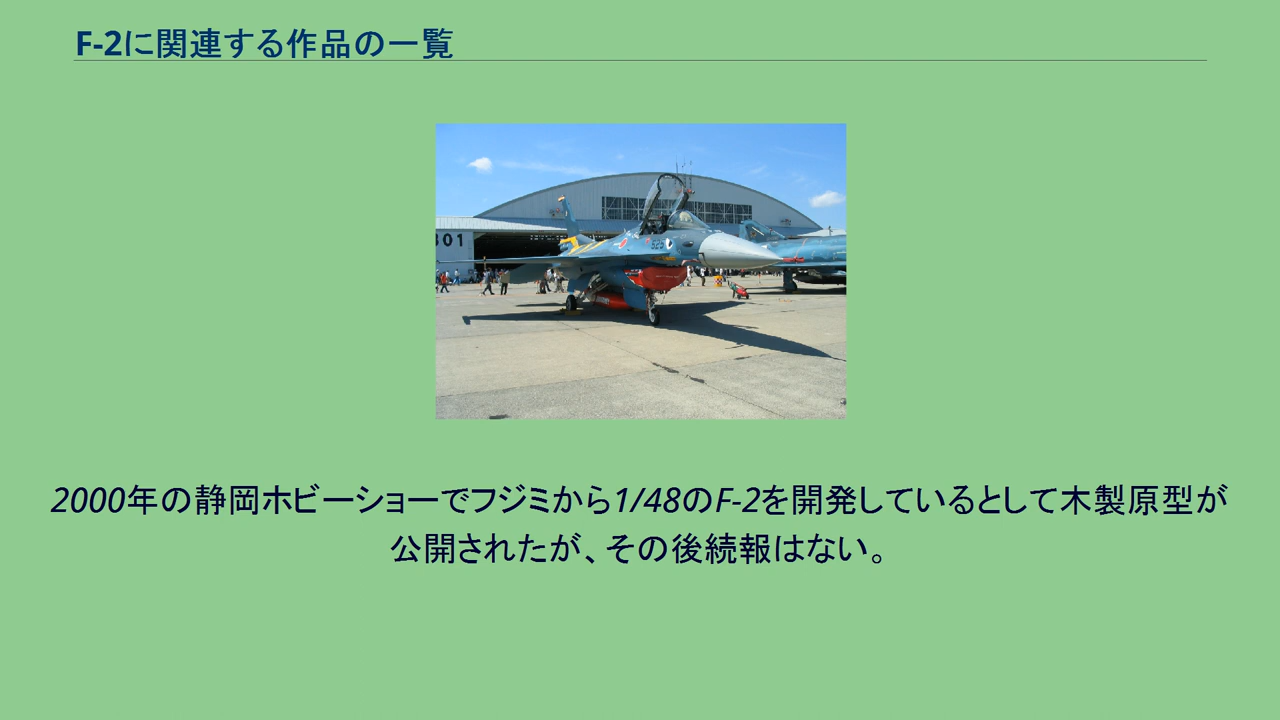 F-2に関連する作品の一覧
301
525
2000年の静岡ホビーショーでフジミから1/48のF-2を開発しているとして木製原型が
公開されたが、その後続報はない。